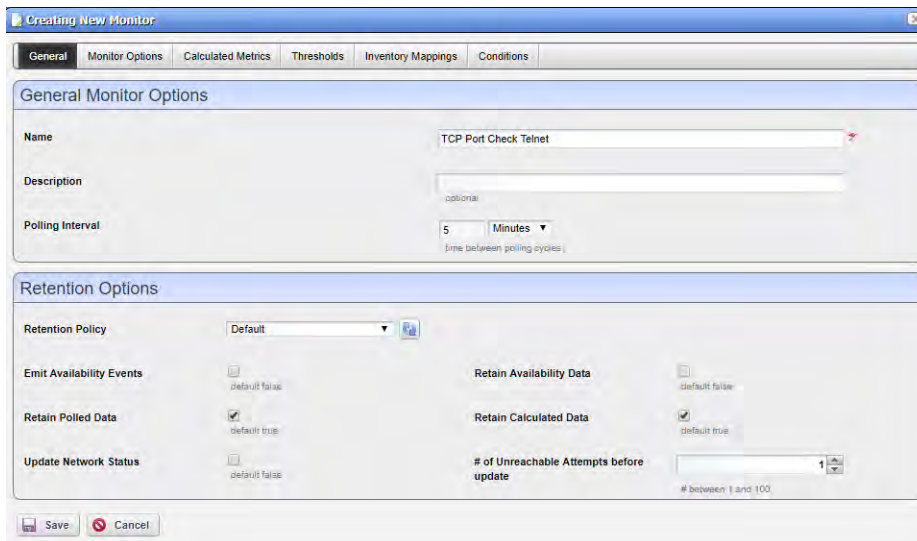 Creating New Monitor
General Monitor Options Calculated Metrics Thresholds Inventory Mappings Conditions
General Monitor Options
Name TCP Port Check Telnet
Description
optional
Polling Interval 5 Minutes
time between polling cycles
Retention Options
Retention Policy Default
Emit Availability Events Retain Availability Data
default false default false
Retain Polled Data Retain Calculated Data
default true default true
Update Network Status # of Unreachable Attempts before update 1
default false # between 1 and 100
Save Cancel